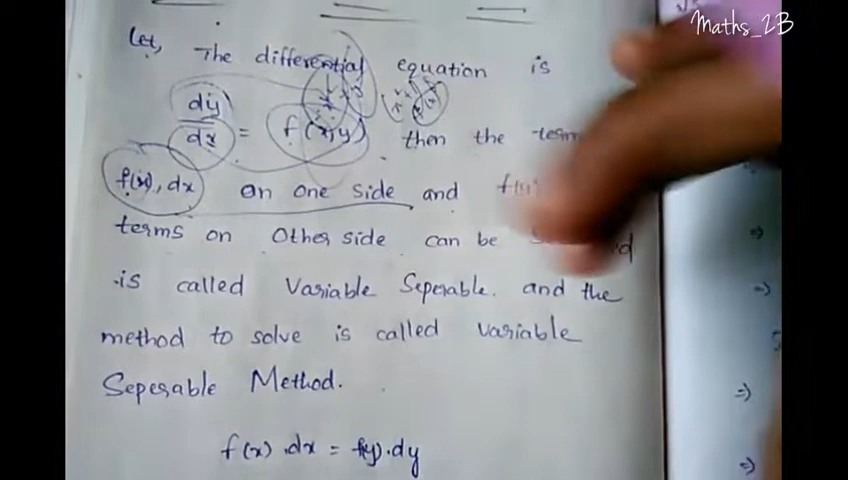 Maths_2B
Let, The differential equation is
dy
dx = f(x,y) then the
f(x), dx on one side and
terms on Other side can be
is called Variable Seperable. and the
method to solve is called variable
Seperable Method.
f(x).dx = f(y).dy